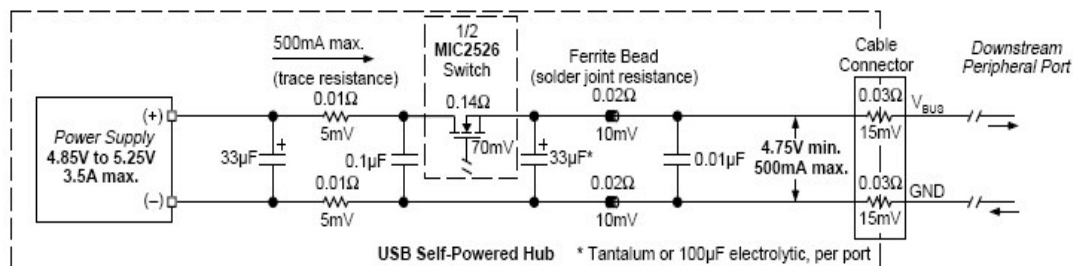 500mA max.
(trace resistance)
1/2
MIC2526
Switch
Ferrite Bead
(solder joint resistance)
Cable
Connector
Downstream
Peripheral Port
Power Supply
4.85V to 5.25V
3.5A max.
(+)
(–)
0.01Ω
5mV
33µF
+
0.01Ω
5mV
0.1µF
0.14Ω
70mV
+
33µF*
0.02Ω
10mV
0.02Ω
10mV
0.01µF
4.75V min.
500mA max.
0.03Ω
15mV
VBUS
0.03Ω
15mV
GND
USB Self-Powered Hub
* Tantalum or 100µF electrolytic, per port